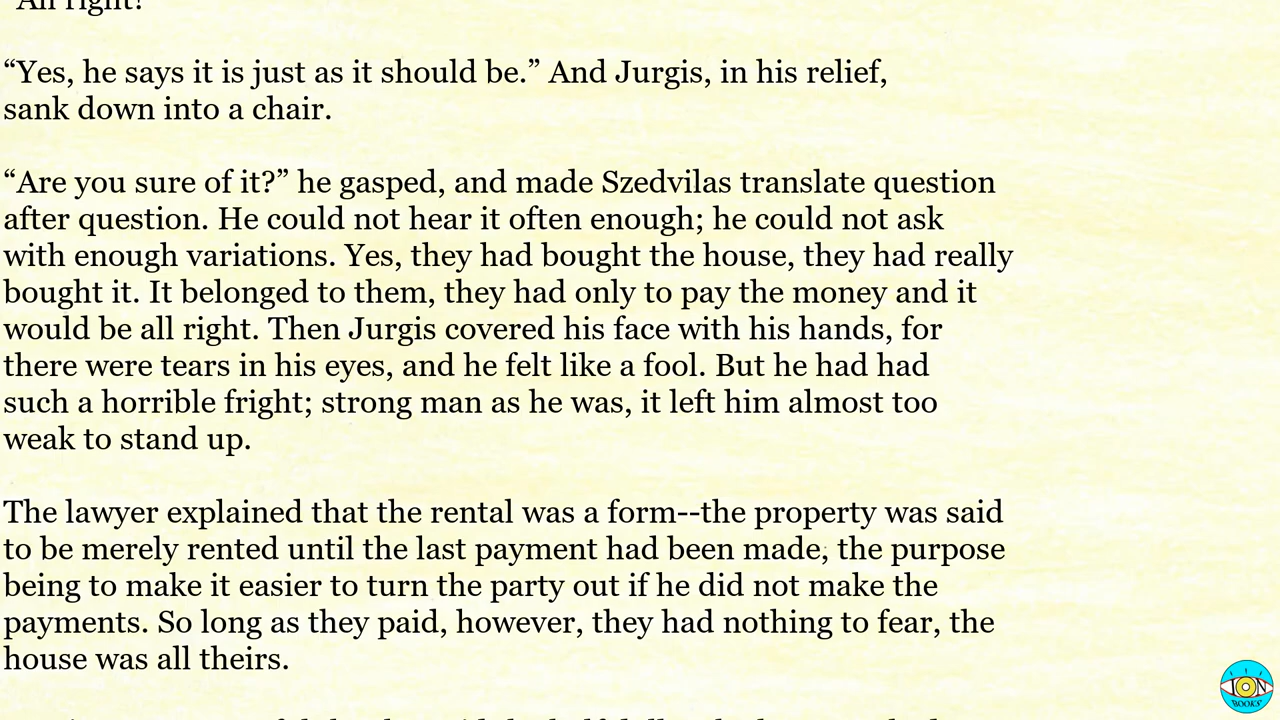 "All right?"
“Yes, he says it is just as it should be.” And Jurgis, in his relief,
sank down into a chair.
“Are you sure of it?” he gasped, and made Szedvilas translate question
after question. He could not hear it often enough; he could not ask
with enough variations. Yes, they had bought the house, they had really
bought it. It belonged to them, they had only to pay the money and it
would be all right. Then Jurgis covered his face with his hands, for
there were tears in his eyes, and he felt like a fool. But he had had
such a horrible fright; strong man as he was, it left him almost too
weak to stand up.
The lawyer explained that the rental was a form--the property was said
to be merely rented until the last payment had been made, the purpose
being to make it easier to turn the party out if he did not make the
payments. So long as they paid, however, they had nothing to fear, the
house was all theirs.
ION
BOOKS